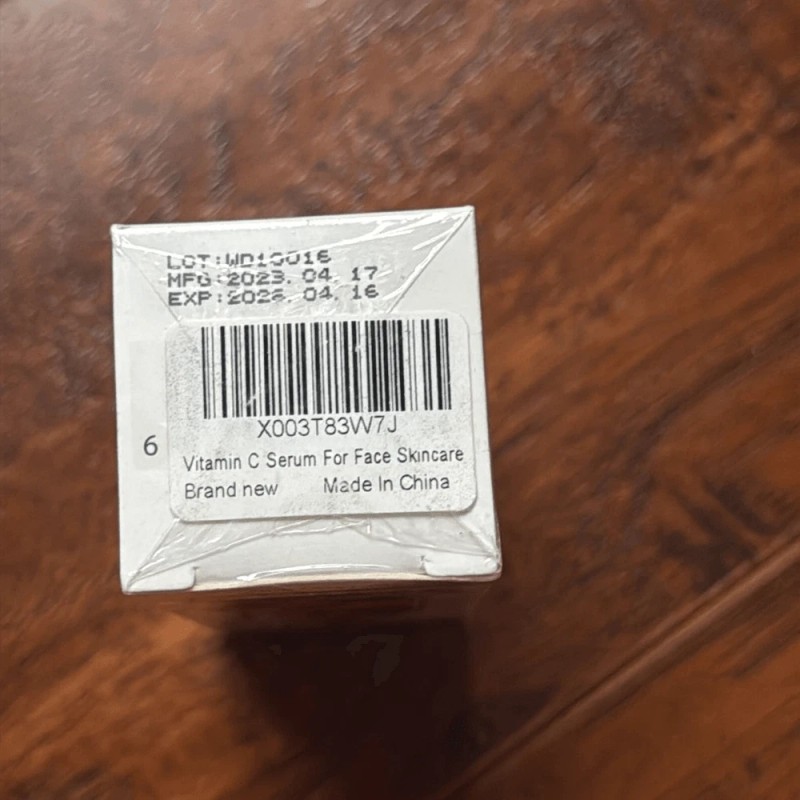 LOT:WD10016
MFG:2023. 04. 17
EXP:2026. 04. 16
X003T83W7J
6
Vitamin C Serum For Face Skincare
Brand new Made In China